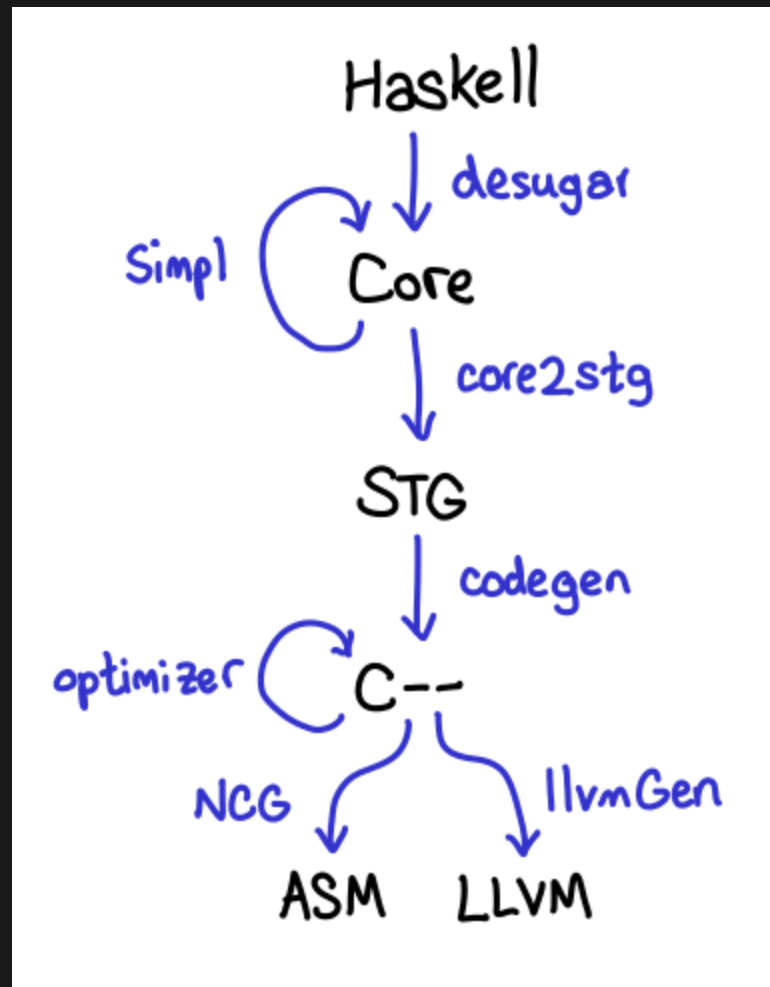 Haskell
desugar
Simpl
Core
core2stg
STG
codegen
optimizer
C--
NCG
llvmGen
ASM
LLVM